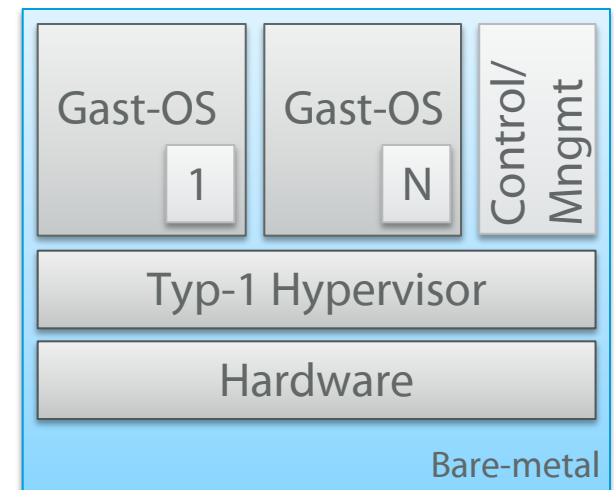 Gast-OS
1
Gast-OS
N
Control/
Mngmt
Typ-1 Hypervisor
Hardware
Bare-metal